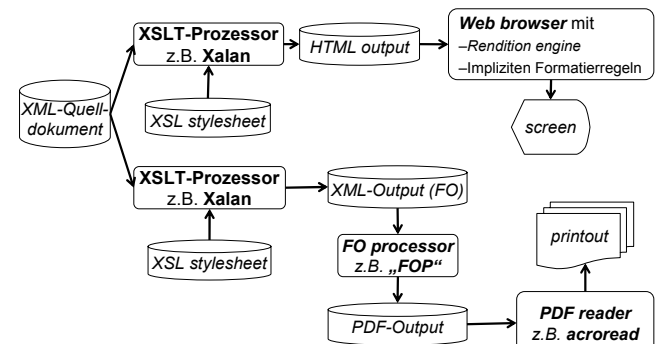 XML-Quell-
dokument
XSLT-Prozessor
z.B. Xalan
XSL stylesheet
HTML output
Web browser mit
–Rendition engine
–Impliziten Formatierregeln
screen
XSLT-Prozessor
z.B. Xalan
XSL stylesheet
XML-Output (FO)
FO processor
z.B. „FOP“
PDF-Output
PDF reader
z.B. acroread
printout